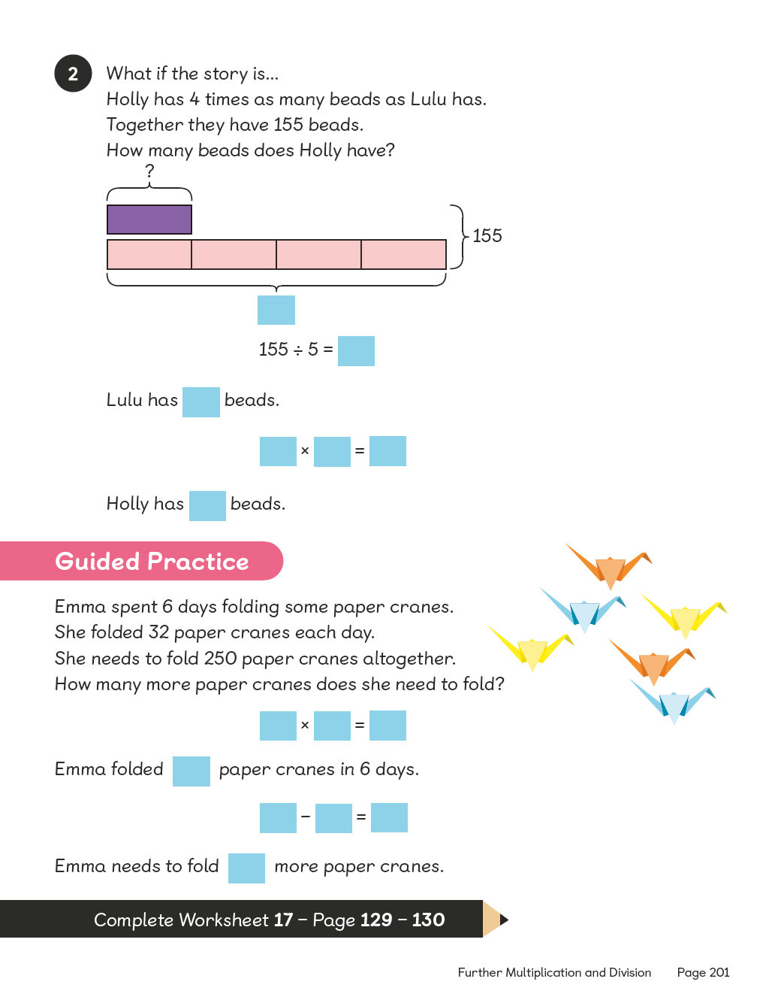 2
What if the story is...
Holly has 4 times as many beads as Lulu has.
Together they have 155 beads.
How many beads does Holly have?
?
155
155 ÷ 5 =
Lulu has beads.
× =
Holly has beads.
Guided Practice
Emma spent 6 days folding some paper cranes.
She folded 32 paper cranes each day.
She needs to fold 250 paper cranes altogether.
How many more paper cranes does she need to fold?
× =
Emma folded paper cranes in 6 days.
– =
Emma needs to fold more paper cranes.
Complete Worksheet 17 – Page 129 – 130
Further Multiplication and Division Page 201